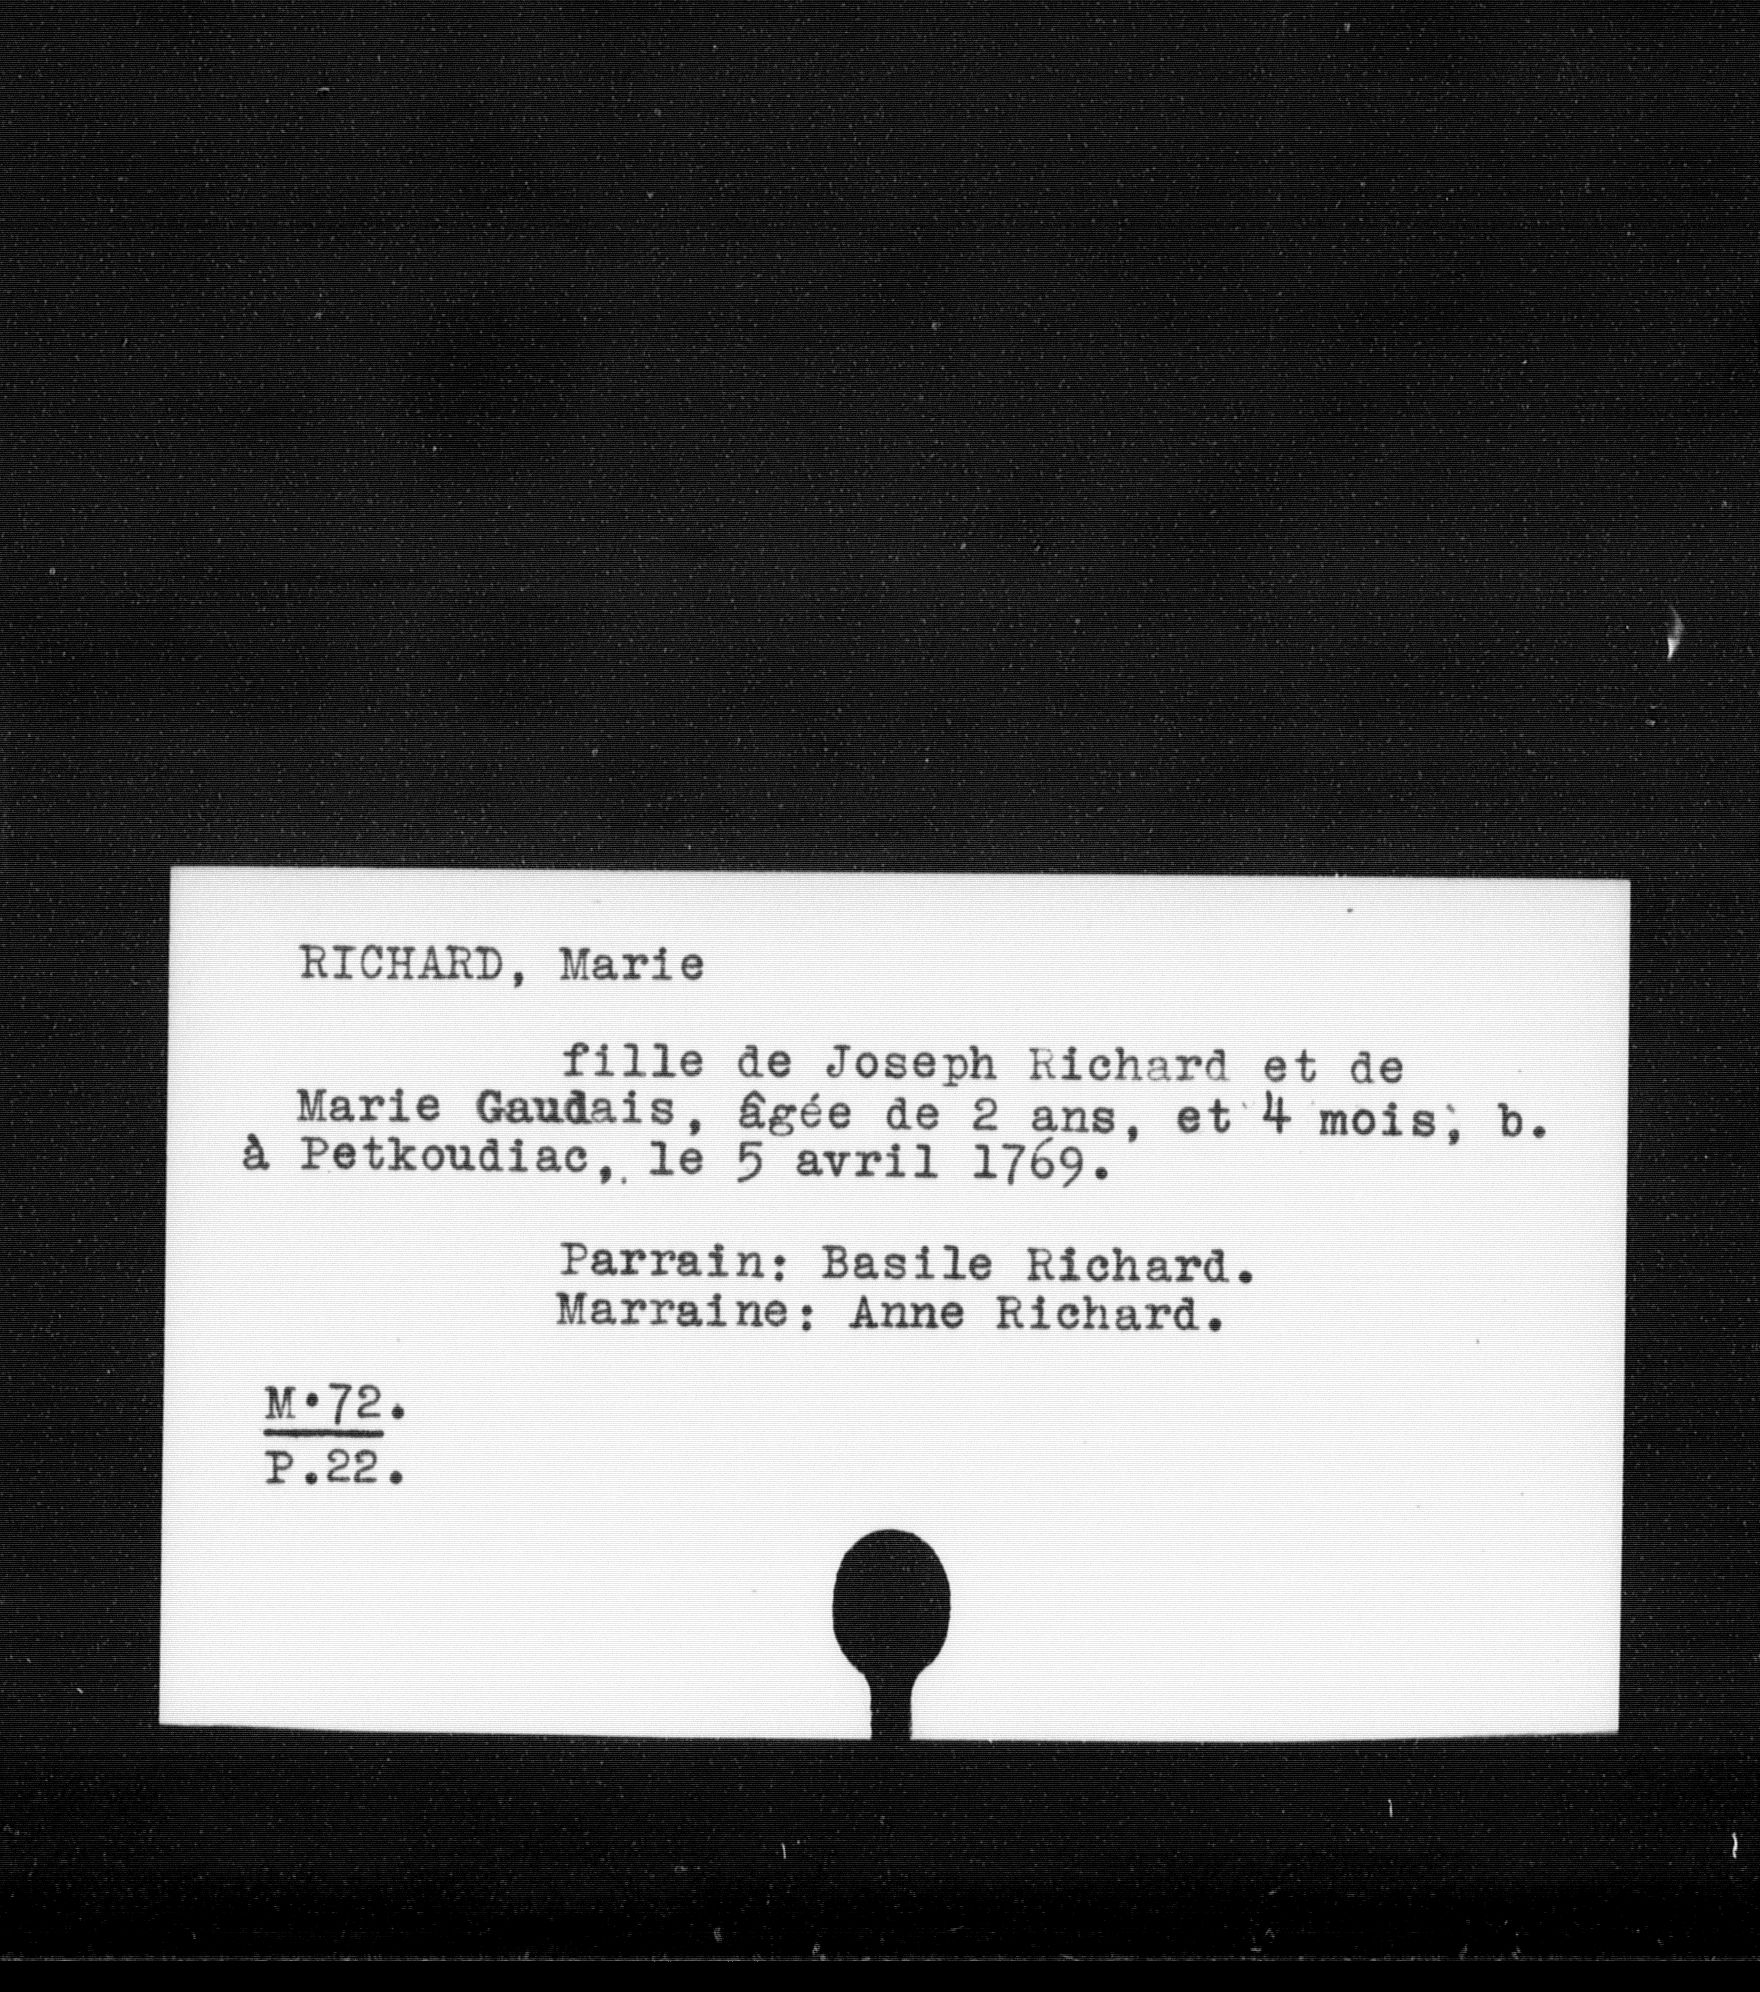 RICHARD, Marie
fille de Joseph Richard et de
Marie Gaudais, âgée de 2 ans, et 4 mois, b.
à Petkoudiac, le 5 avril 1769.
Parrain: Basile Richard.
Marraine: Anne Richard.
M.72.
P.22.